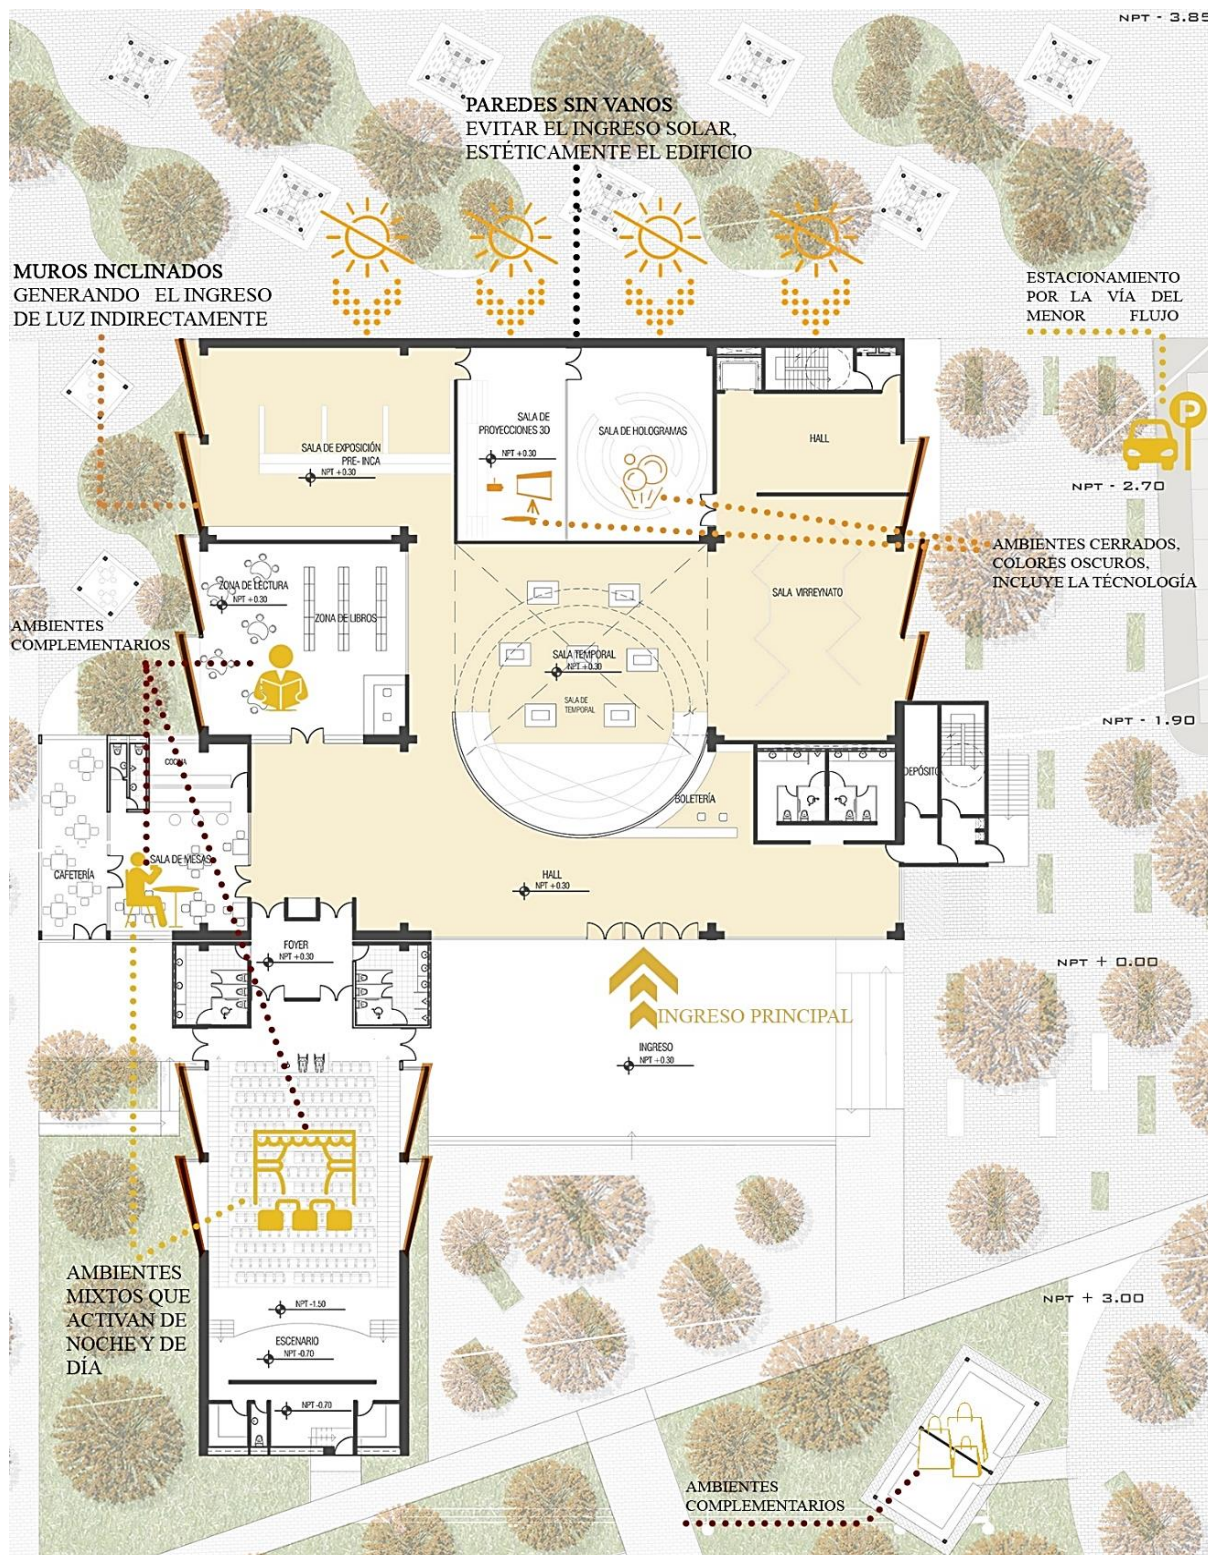 NPT - 3.85
PAREDES SIN VANOS
EVITAR EL INGRESO SOLAR,
ESTÉTICAMENTE EL EDIFICIO
MUROS INCLINADOS
GENERANDO EL INGRESO
DE LUZ INDIRECTAMENTE
ESTACIONAMIENTO
POR LA VÍA DEL
MENOR FLUJO
P
SALA DE EXPOSICIÓN
PRE- INCA
NPT +0.30
SALA DE
PROYECCIONES 3D
NPT +0.30
SALA DE HOLOGRAMAS
HALL
NPT - 2.70
AMBIENTES CERRADOS,
COLORES OSCUROS,
INCLUYE LA TÉCNOLOGÍA
ZONA DE LECTURA
NPT +0.30
ZONA DE LIBROS
SALA VIRREYNATO
AMBIENTES
COMPLEMENTARIOS
SALA TEMPORAL
NPT +0.30
SALA DE
TEMPORAL
NPT - 1.90
COCINA
DEPÓSITO
BOLETERÍA
SALA DE MESAS
CAFETERÍA
HALL
NPT +0.30
FOYER
NPT +0.30
NPT + 0.00
INGRESO PRINCIPAL
INGRESO
NPT +0.30
AMBIENTES
MIXTOS QUE
ACTIVAN DE
NOCHE Y DE
DÍA
NPT -1.50
ESCENARIO
NPT -0.70
NPT -0.70
NPT + 3.00
AMBIENTES
COMPLEMENTARIOS